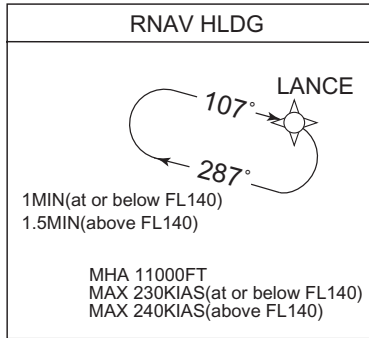 RNAV HLDG
LANCE
107°
287°
1MIN(at or below FL140)
1.5MIN(above FL140)
MHA 11000FT
MAX 230KIAS(at or below FL140)
MAX 240KIAS(above FL140)